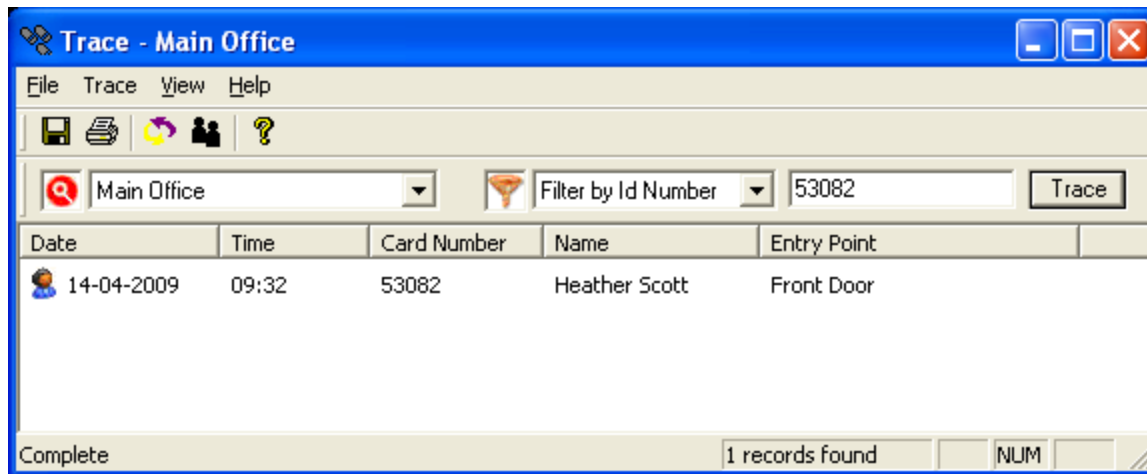 Trace - Main Office
File Trace View Help
Main Office Filter by Id Number 53082 Trace
Date Time Card Number Name Entry Point
14-04-2009 09:32 53082 Heather Scott Front Door
Complete 1 records found NUM